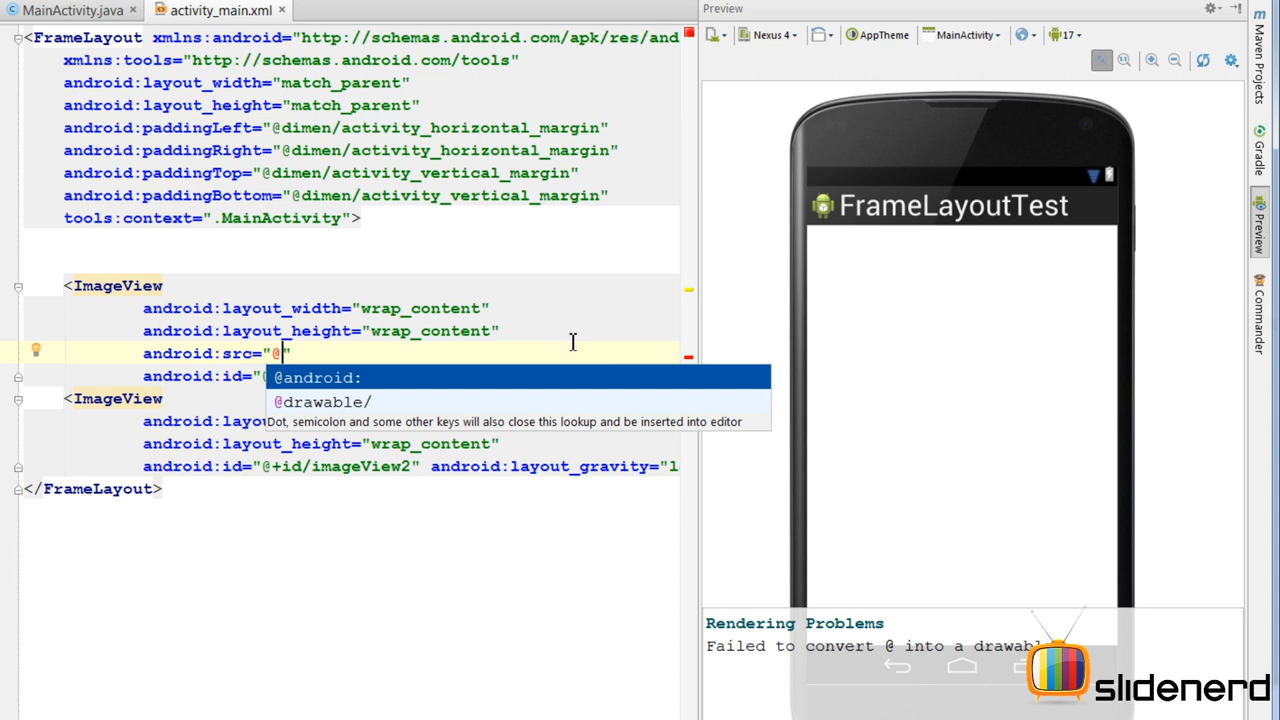 MainActivity.java
activity_main.xml
Preview
Nexus 4
AppTheme
MainActivity
17
<FrameLayout xmlns:android="http://schemas.android.com/apk/res/and
xmlns:tools="http://schemas.android.com/tools"
android:layout_width="match_parent"
android:layout_height="match_parent"
android:paddingLeft="@dimen/activity_horizontal_margin"
android:paddingRight="@dimen/activity_horizontal_margin"
android:paddingTop="@dimen/activity_vertical_margin"
android:paddingBottom="@dimen/activity_vertical_margin"
tools:context=".MainActivity">
<ImageView
android:layout_width="wrap_content"
android:layout_height="wrap_content"
android:src="@"
android:id="
@android:
@drawable/
Dot, semicolon and some other keys will also close this lookup and be inserted into editor
<ImageView
android:layou
android:layout_height="wrap_content"
android:id="@+id/imageView2" android:layout_gravity="l
</FrameLayout>
FrameLayoutTest
Rendering Problems
Failed to convert @ into a drawabl
Maven Projects
Gradle
Preview
Commander
slidenerd